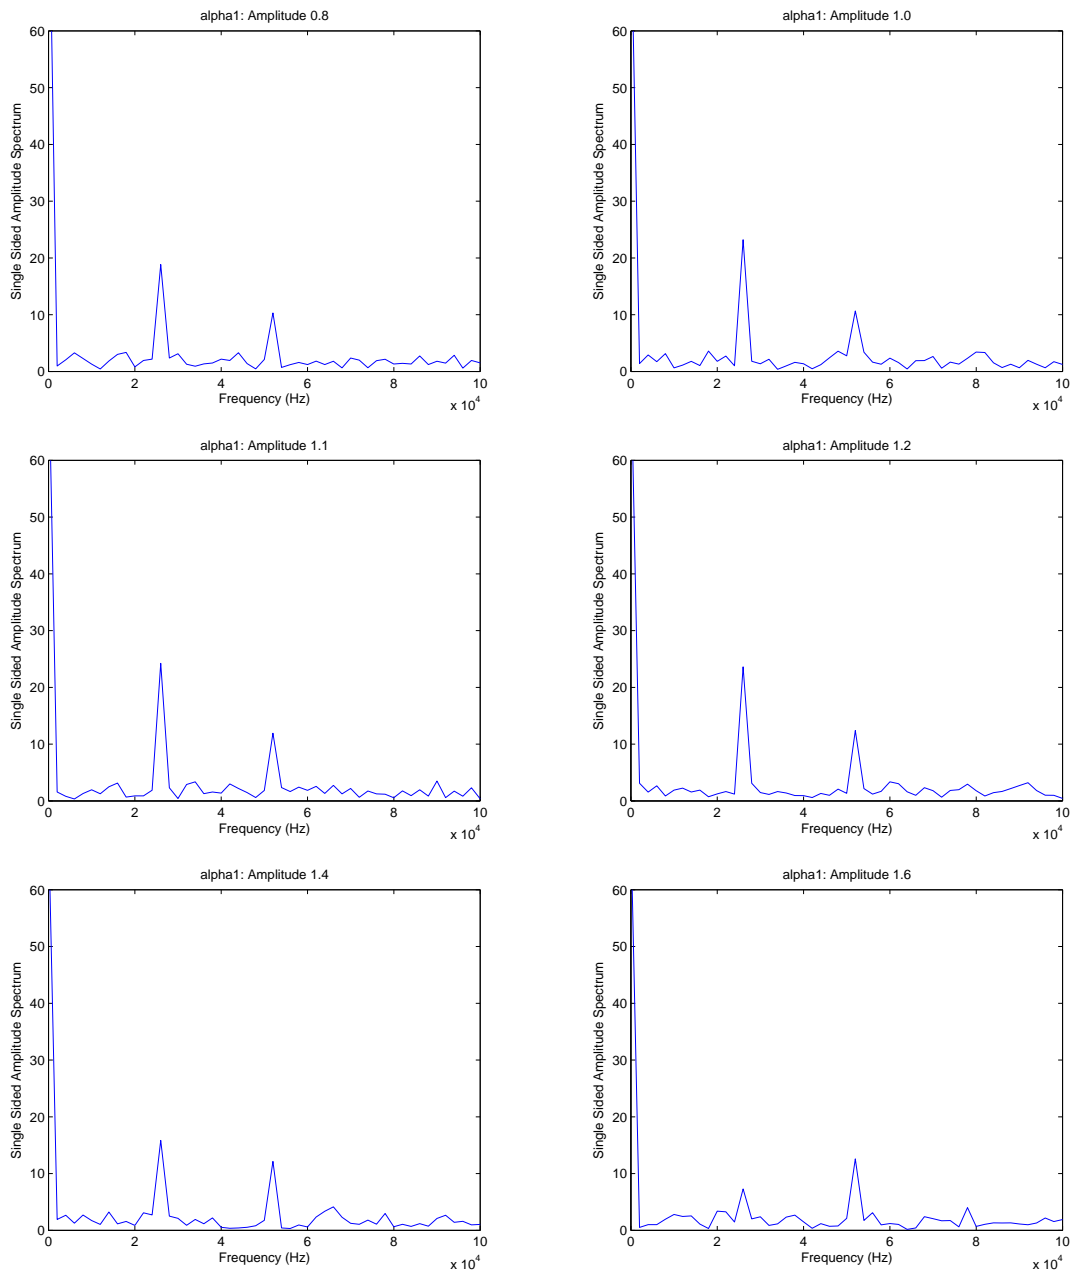 alpha1: Amplitude 0.8
60
50
40
30
20
10
0
Single Sided Amplitude Spectrum
0 2 4 6 8 10
Frequency (Hz)
x 10^4
alpha1: Amplitude 1.0
60
50
40
30
20
10
0
Single Sided Amplitude Spectrum
0 2 4 6 8 10
Frequency (Hz)
x 10^4
alpha1: Amplitude 1.1
60
50
40
30
20
10
0
Single Sided Amplitude Spectrum
0 2 4 6 8 10
Frequency (Hz)
x 10^4
alpha1: Amplitude 1.2
60
50
40
30
20
10
0
Single Sided Amplitude Spectrum
0 2 4 6 8 10
Frequency (Hz)
x 10^4
alpha1: Amplitude 1.4
60
50
40
30
20
10
0
Single Sided Amplitude Spectrum
0 2 4 6 8 10
Frequency (Hz)
x 10^4
alpha1: Amplitude 1.6
60
50
40
30
20
10
0
Single Sided Amplitude Spectrum
0 2 4 6 8 10
Frequency (Hz)
x 10^4